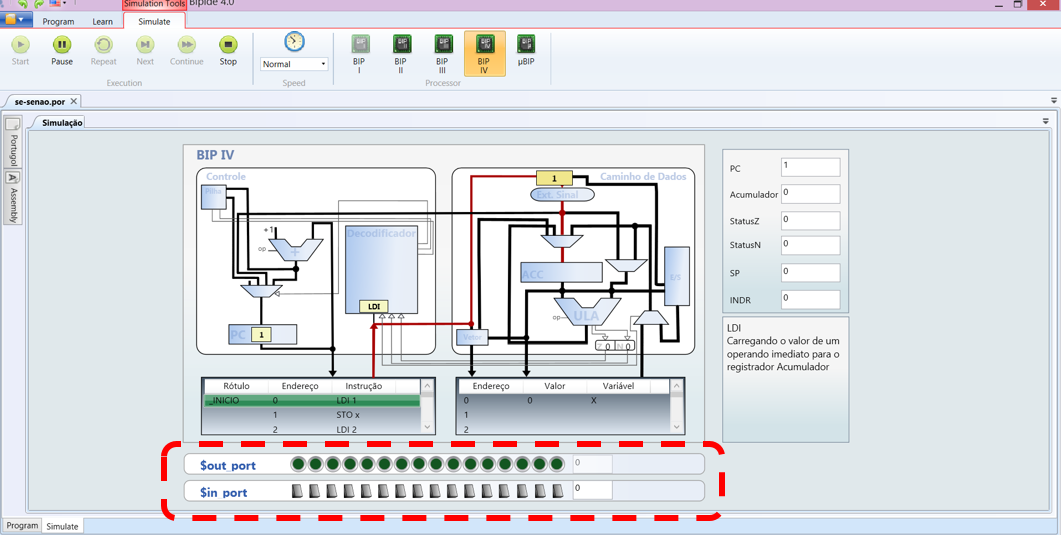 Simulation Tools Bipide 4.0
Program Learn Simulate
Start Pause Repeat Next Continue Stop
Normal
BIP I BIP II BIP III BIP IV µBIP
Execution Speed Processor
se-senao.por
Simulação
Portugol
Assembly
BIP IV
Controle
Pilha
+1
op
+
Decodificador
LDI
PC 1
Caminho de Dados
1
Ext. Sinal
ACC
E/S
op
ULA
Z 0 N 0
Rótulo Endereço Instrução
_INICIO 0 LDI 1
1 STO x
2 LDI 2
Endereço Valor Variável
0 0 X
1
2
PC 1
Acumulador 0
StatusZ 0
StatusN 0
SP 0
INDR 0
LDI
Carregando o valor de um
operando imediato para o
registrador Acumulador
$out_port 0
$in_port 0
Program Simulate